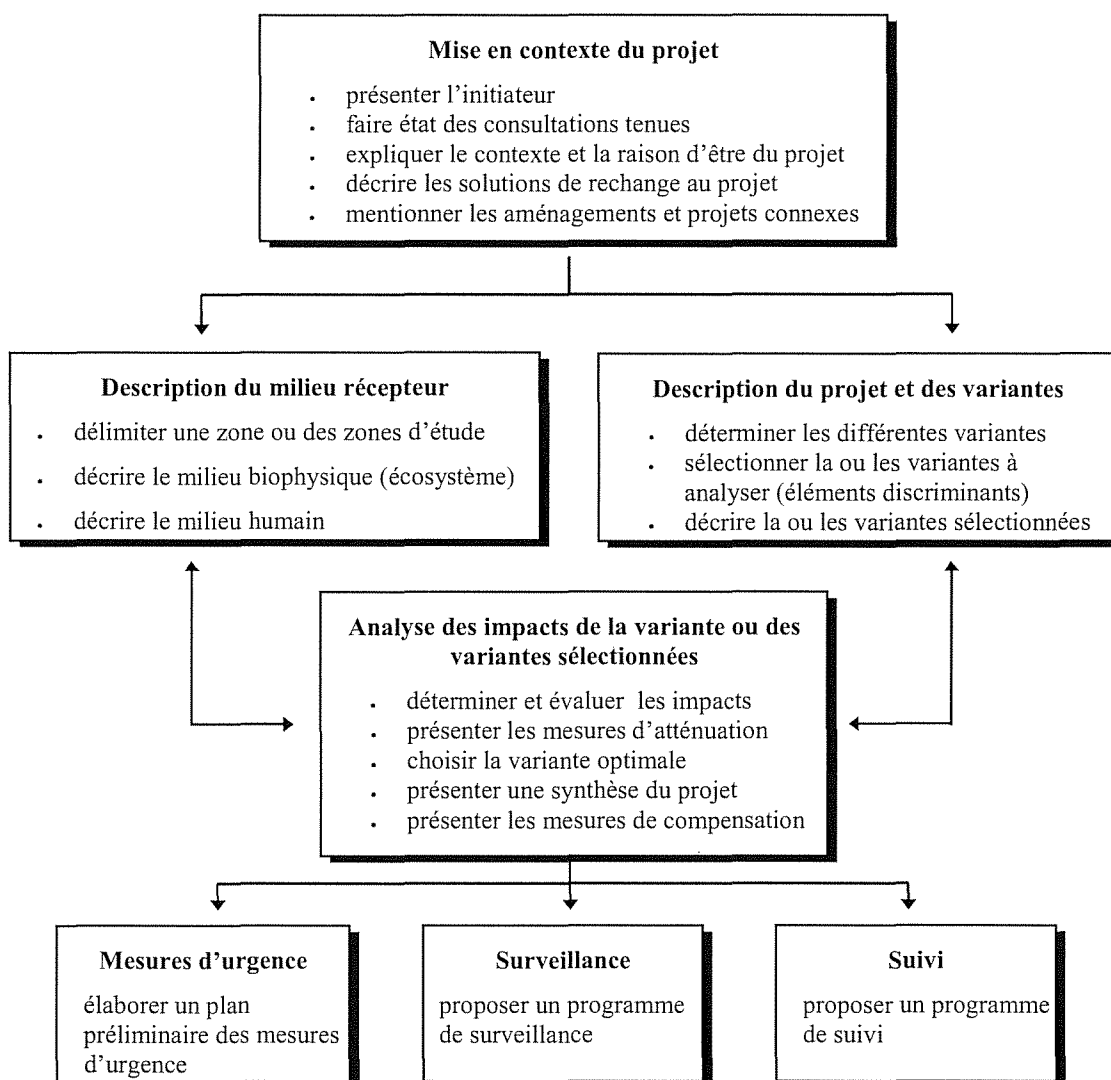 Mise en contexte du projet
· présenter l'initiateur
· faire état des consultations tenues
· expliquer le contexte et la raison d'être du projet
· décrire les solutions de rechange au projet
· mentionner les aménagements et projets connexes
Description du milieu récepteur
· délimiter une zone ou des zones d'étude
· décrire le milieu biophysique (écosystème)
· décrire le milieu humain
Description du projet et des variantes
· déterminer les différentes variantes
· sélectionner la ou les variantes à
analyser (éléments discriminants)
· décrire la ou les variantes sélectionnées
Analyse des impacts de la variante ou des
variantes sélectionnées
· déterminer et évaluer les impacts
· présenter les mesures d'atténuation
· choisir la variante optimale
· présenter une synthèse du projet
· présenter les mesures de compensation
Mesures d'urgence
élaborer un plan
préliminaire des mesures
d'urgence
Surveillance
proposer un programme
de surveillance
Suivi
proposer un programme
de suivi